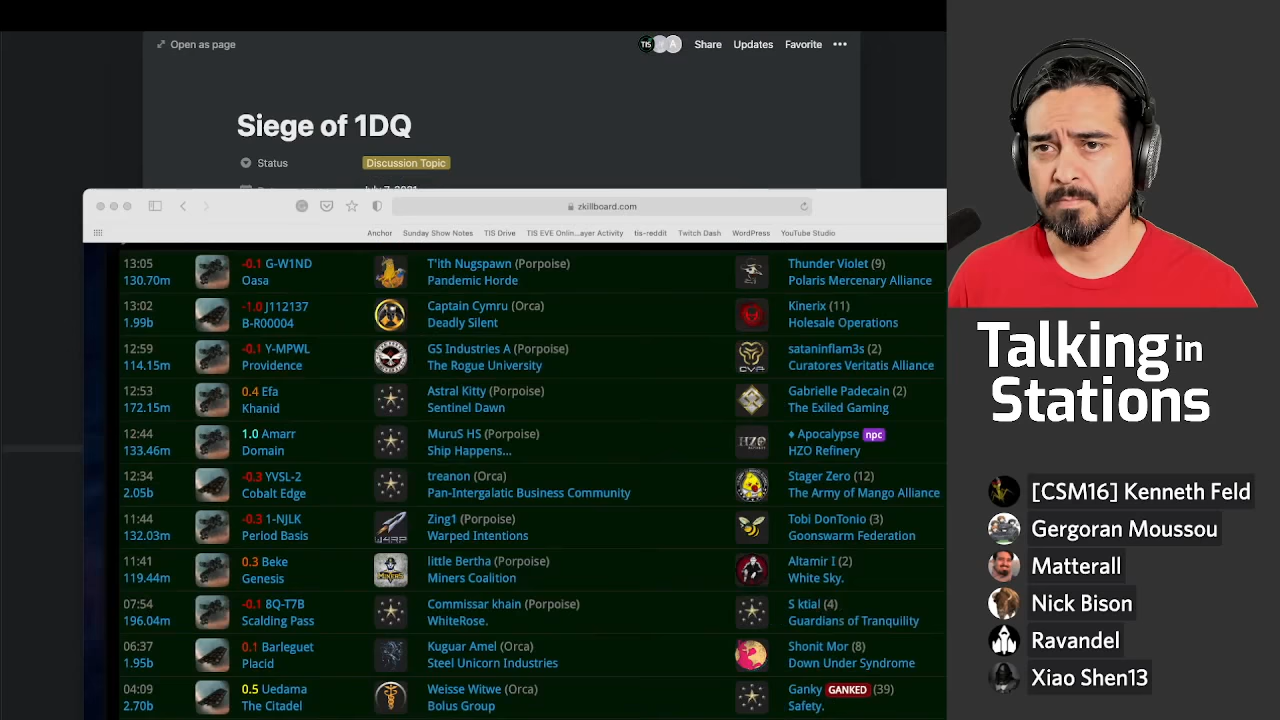 Open as page
TIS A Share Updates Favorite •••
Siege of 1DQ
Status Discussion Topic
zkillboard.com
Anchor Sunday Show Notes TIS Drive TIS EVE Onlin...ayer Activity tis-reddit Twitch Dash WordPress YouTube Studio
13:05 -0.1 G-W1ND T'ith Nugspawn (Porpoise) Thunder Violet (9)
130.70m Oasa Pandemic Horde Polaris Mercenary Alliance
13:02 -1.0 J112137 Captain Cymru (Orca) Kinerix (11)
1.99b B-R00004 Deadly Silent Holesale Operations
12:59 -0.1 Y-MPWL GS Industries A (Porpoise) sataninflam3s (2)
114.15m Providence The Rogue University CVA Curatores Veritatis Alliance
12:53 0.4 Efa Astral Kitty (Porpoise) Gabrielle Padecain (2)
172.15m Khanid Sentinel Dawn The Exiled Gaming
12:44 1.0 Amarr MuruS HS (Porpoise) ♦ Apocalypse npc
133.46m Domain Ship Happens... HZO HZO Refinery
12:34 -0.3 YVSL-2 treanon (Orca) Stager Zero (12)
2.05b Cobalt Edge Pan-Intergalatic Business Community The Army of Mango Alliance
11:44 -0.3 1-NJLK Zing1 (Porpoise) Tobi DonTonio (3)
132.03m Period Basis W4RP Warped Intentions Goonswarm Federation
11:41 0.3 Beke little Bertha (Porpoise) Altamir I (2)
119.44m Genesis MINERS Miners Coalition White Sky.
07:54 -0.1 8Q-T7B Commissar khain (Porpoise) S ktial (4)
196.04m Scalding Pass WhiteRose. Guardians of Tranquility
06:37 0.1 Barleguet Kuguar Amel (Orca) Shonit Mor (8)
1.95b Placid Steel Unicorn Industries Down Under Syndrome
04:09 0.5 Uedama Weisse Witwe (Orca) Ganky GANKED (39)
2.70b The Citadel Bolus Group Safety.
Talking in
Stations
[CSM16] Kenneth Feld
Gergoran Moussou
Matterall
Nick Bison
Ravandel
Xiao Shen13